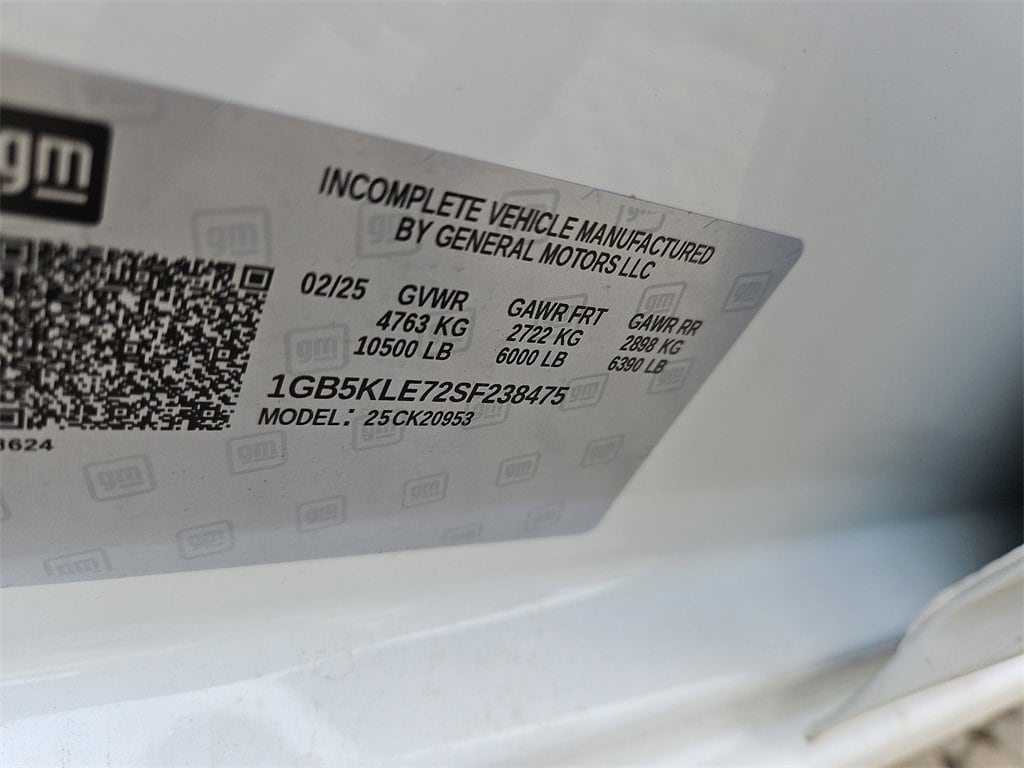 gm
INCOMPLETE VEHICLE MANUFACTURED
BY GENERAL MOTORS LLC
02/25 GVWR GAWR FRT GAWR RR
4763 KG 2722 KG 2898 KG
10500 LB 6000 LB 6390 LB
1GB5KLE72SF238475
MODEL: 25CK20953
3624